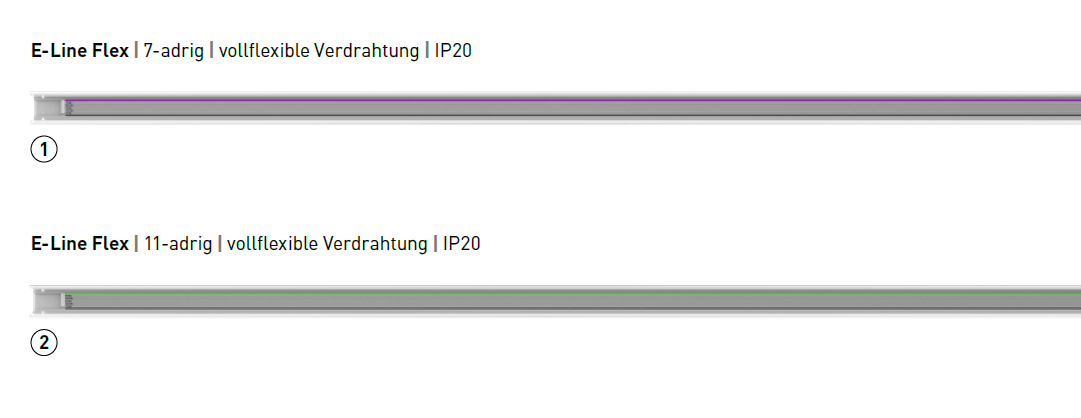 E-Line Flex | 7-adrig | vollflexible Verdrahtung | IP20
1
E-Line Flex | 11-adrig | vollflexible Verdrahtung | IP20
2